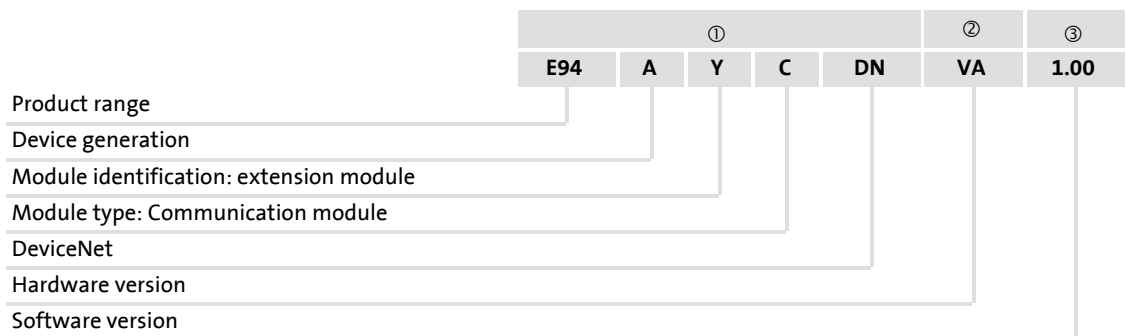 ① ② ③
E94 A Y C DN VA 1.00
Product range
Device generation
Module identification: extension module
Module type: Communication module
DeviceNet
Hardware version
Software version